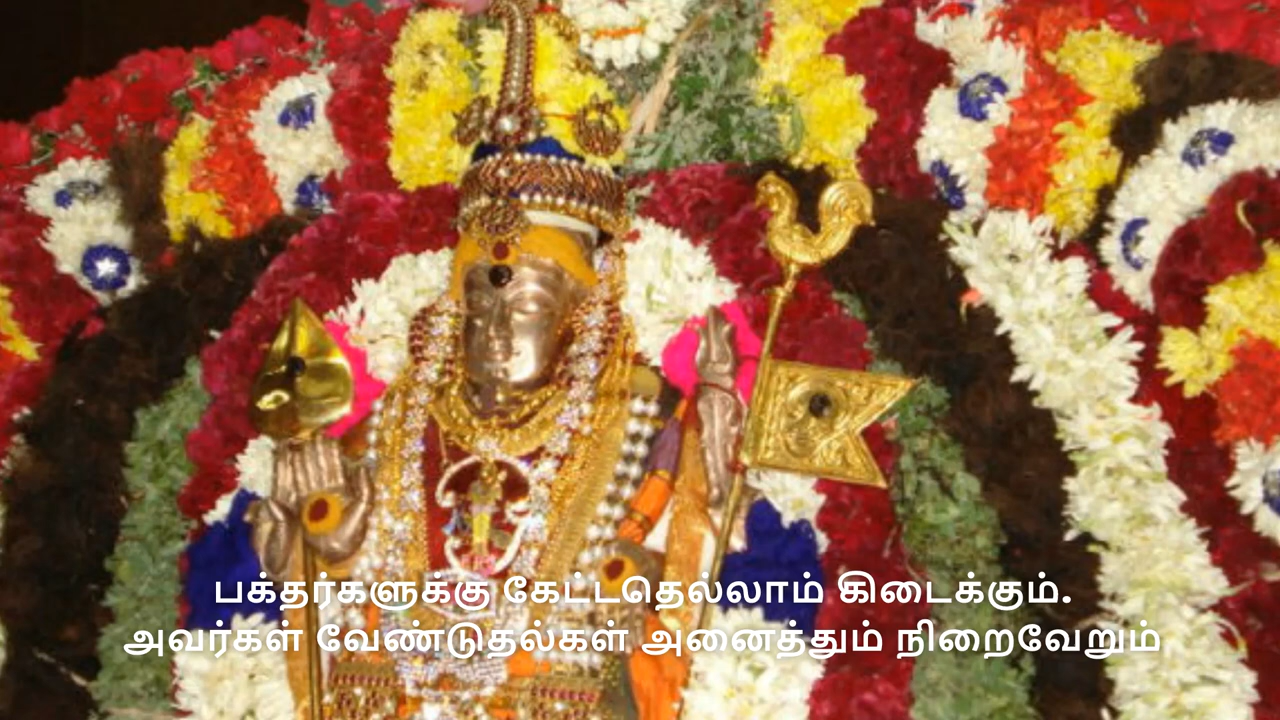 பக்தர்களுக்கு கேட்டதெல்லாம் கிடைக்கும்.
அவர்கள் வேண்டுதல்கள் அனைத்தும் நிறைவேறும்